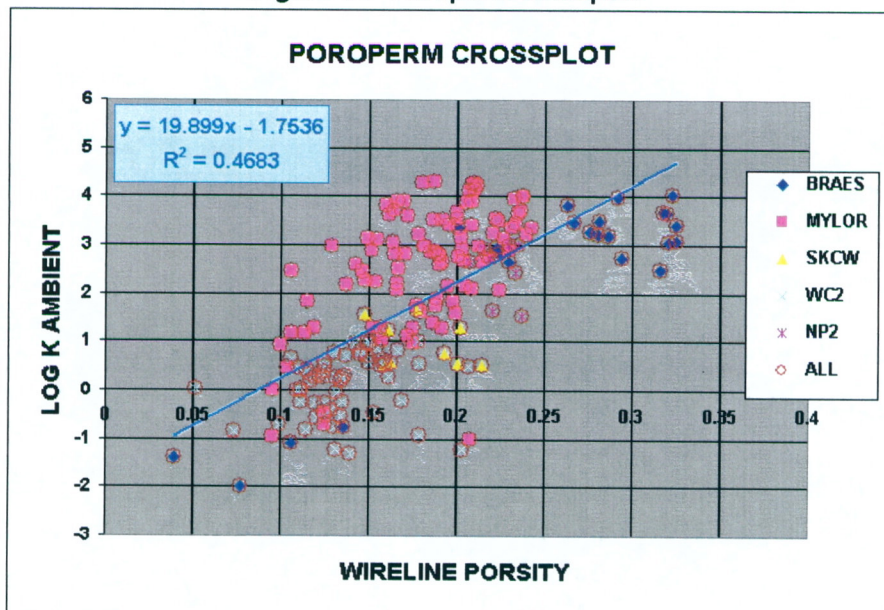 POROPERM CROSSPLOT
y = 19.899x - 1.7536
R² = 0.4683
6
5
4
3
2
1
0
-1
-2
-3
0 0.05 0.1 0.15 0.2 0.25 0.3 0.35 0.4
LOG K AMBIENT
WIRELINE PORSITY
BRAES
MYLOR
SKCW
WC2
NP2
ALL